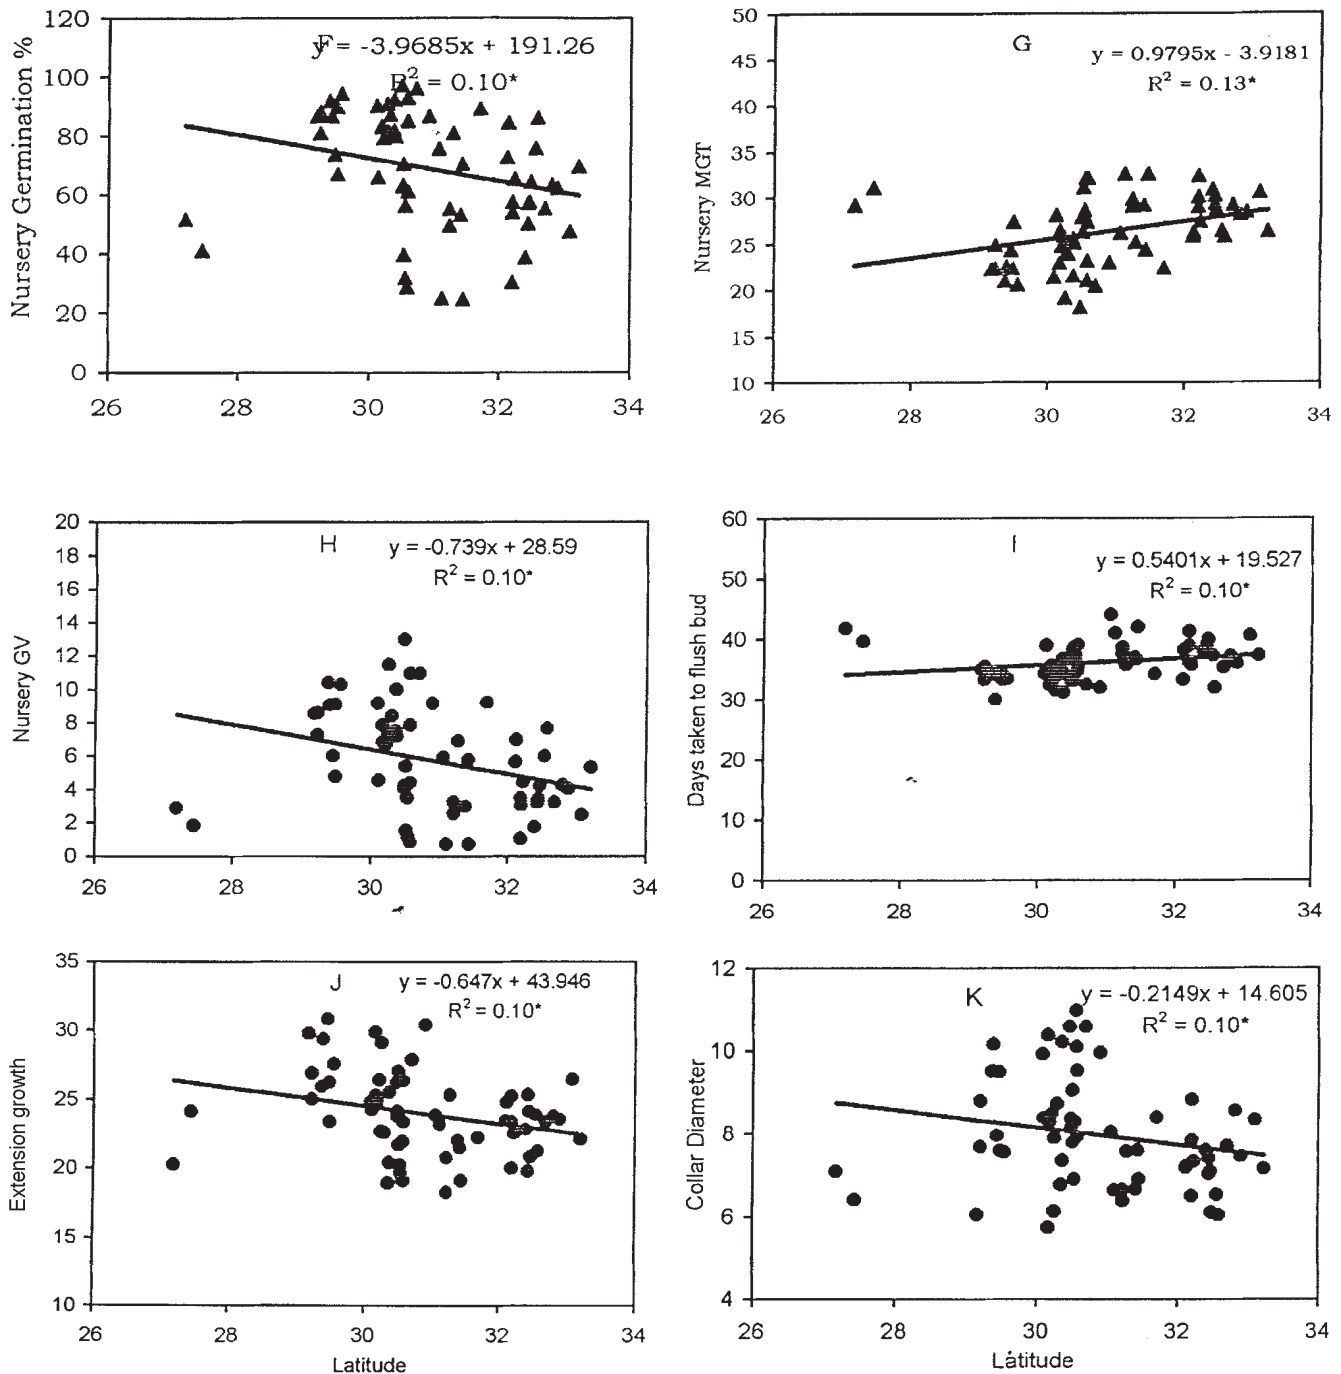 Nursery Germination %
F
y = -3.9685x + 191.26
R² = 0.10*
120
100
80
60
40
20
0
26 28 30 32 34
Nursery MGT
G
y = 0.9795x - 3.9181
R² = 0.13*
50
45
40
35
30
25
20
15
10
26 28 30 32 34
Nursery GV
H
y = -0.739x + 28.59
R² = 0.10*
20
18
16
14
12
10
8
6
4
2
0
26 28 30 32 34
Days taken to flush bud
I
y = 0.5401x + 19.527
R² = 0.10*
60
50
40
30
20
10
0
26 28 30 32 34
Extension growth
J
y = -0.647x + 43.946
R² = 0.10*
35
30
25
20
15
10
26 28 30 32 34
Latitude
Collar Diameter
K
y = -0.2149x + 14.605
R² = 0.10*
12
10
8
6
4
26 28 30 32 34
Latitude